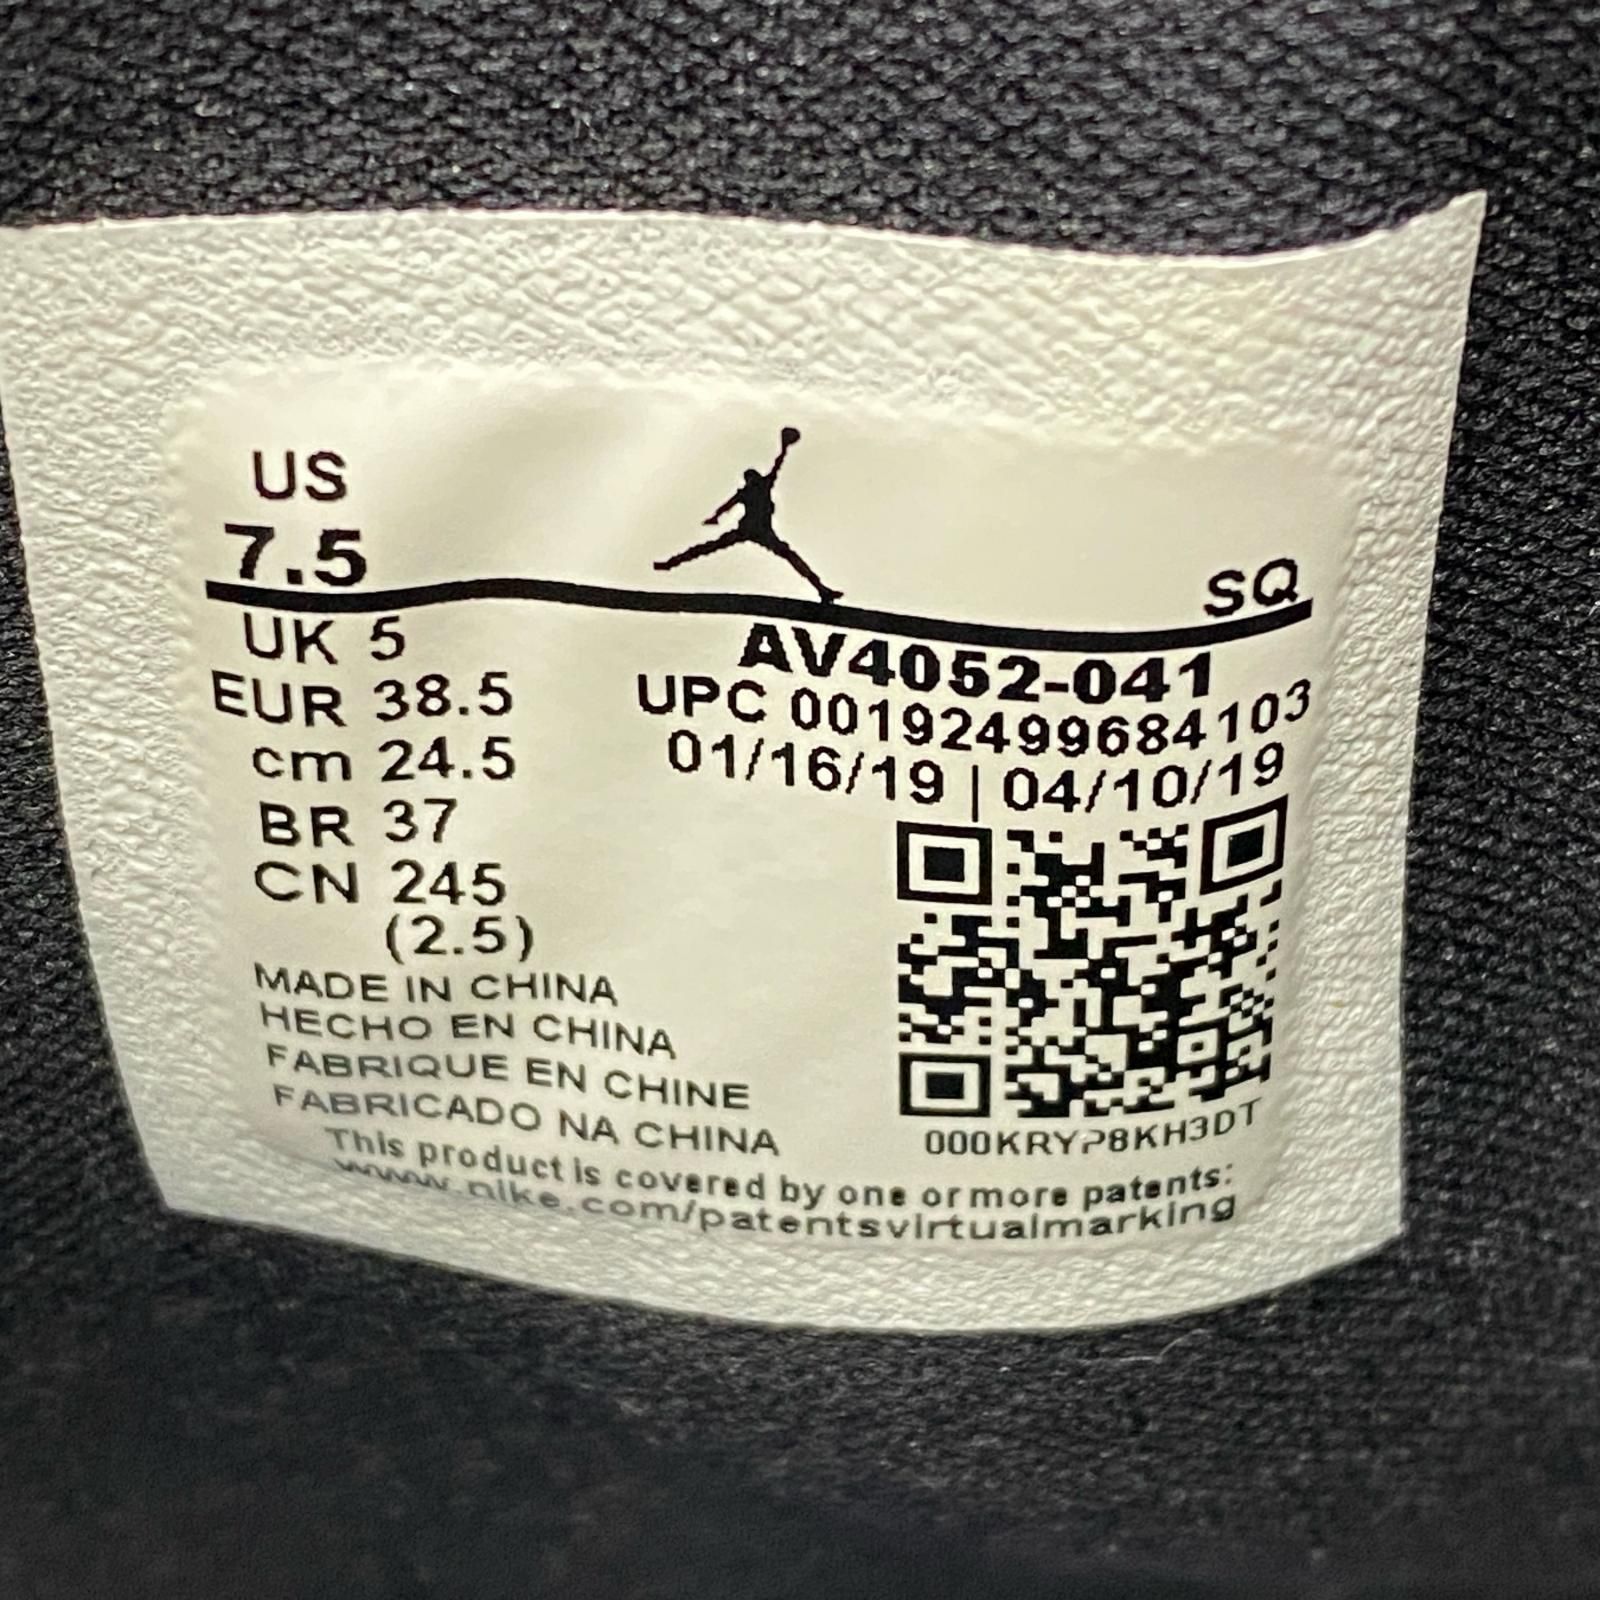 US
7.5
SQ
UK 5
EUR 38.5
cm 24.5
BR 37
CN 245
(2.5)
AV4052-041
UPC 00192499684103
01/16/19 | 04/10/19
MADE IN CHINA
HECHO EN CHINA
FABRIQUE EN CHINE
FABRICADO NA CHINA
000KRYP8KH3DT
This product is covered by one or more patents:
www.nike.com/patentsvirtualmarking